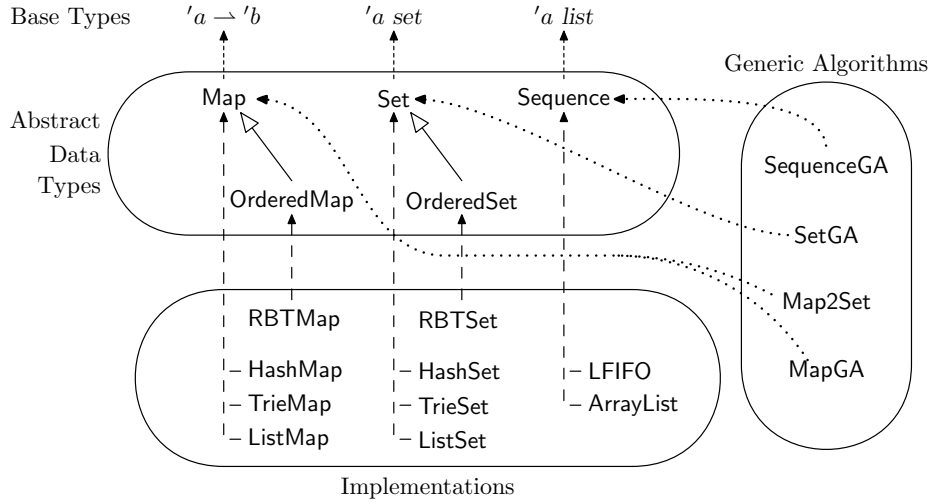 Base Types 'a ⇀ 'b 'a set 'a list
Generic Algorithms
Map Set Sequence
Abstract
Data
Types
SequenceGA
OrderedMap OrderedSet
SetGA
Map2Set
RBTMap RBTSet
HashMap HashSet LFIFO MapGA
TrieMap TrieSet ArrayList
ListMap ListSet
Implementations